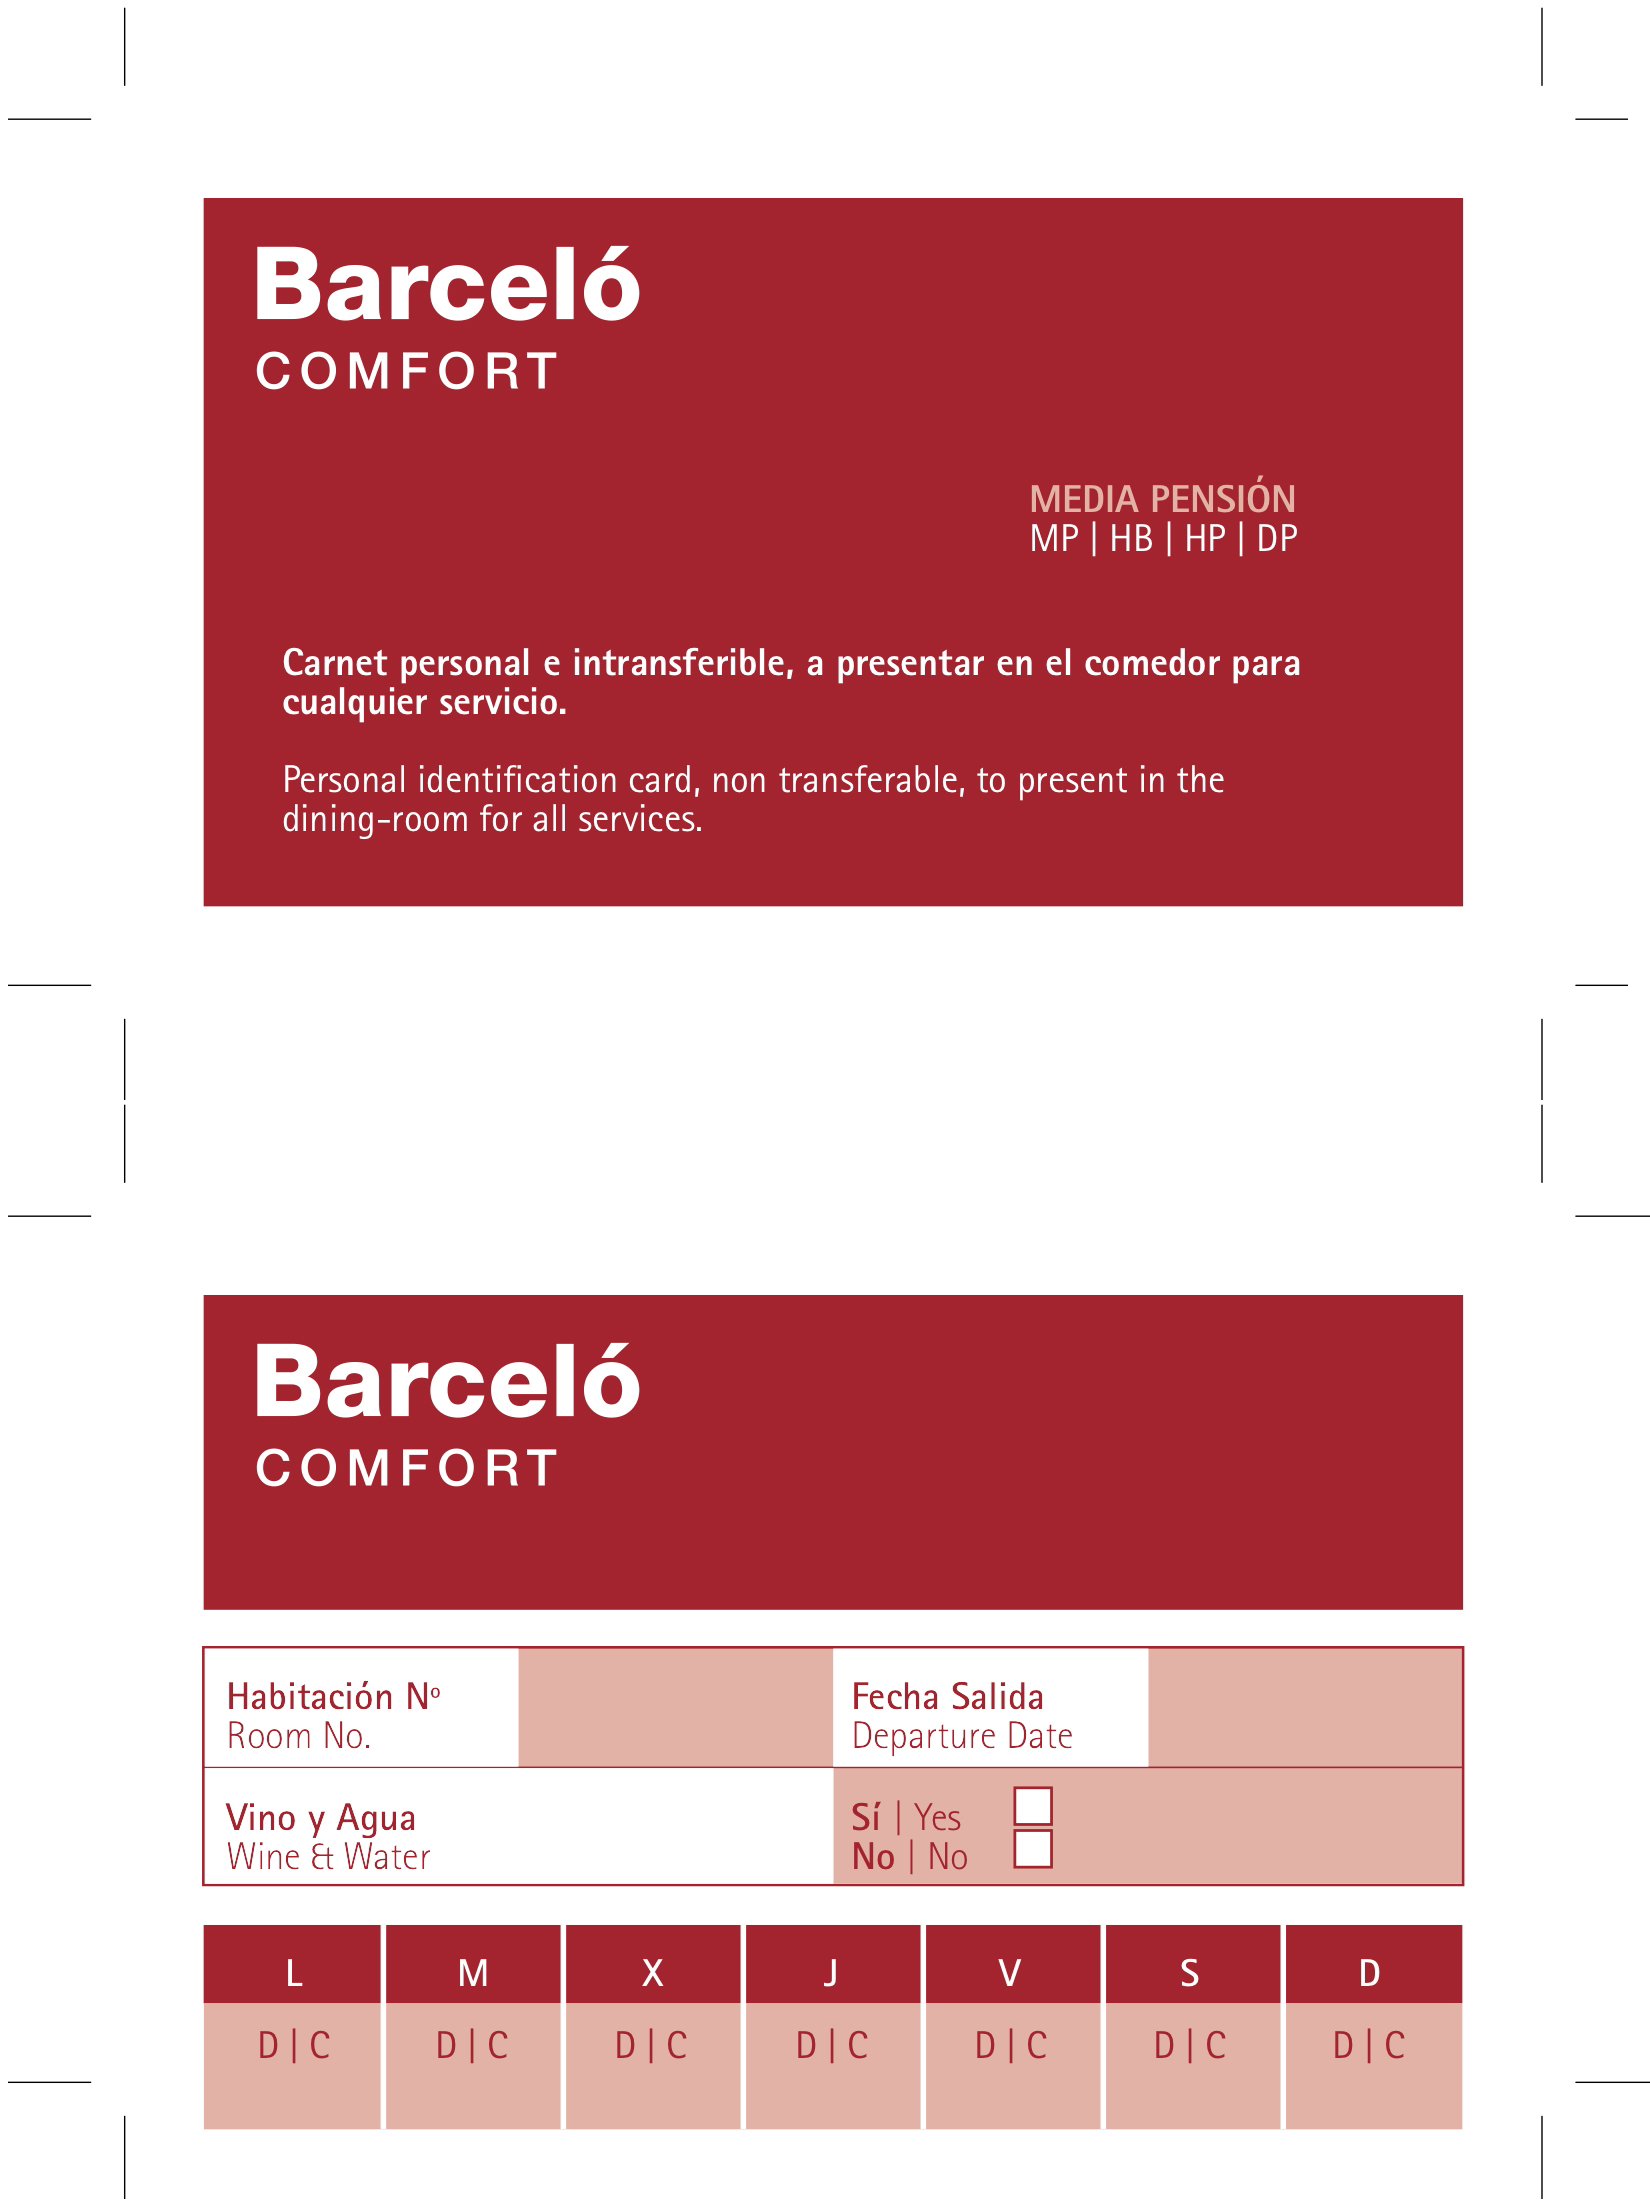 Barceló
COMFORT
MEDIA PENSIÓN
MP | HB | HP | DP
Carnet personal e intransferible, a presentar en el comedor para
cualquier servicio.
Personal identification card, non transferable, to present in the
dining-room for all services.
Barceló
COMFORT
Habitación Nº
Room No.
Fecha Salida
Departure Date
Vino y Agua
Wine & Water
Sí | Yes
No | No
L M X J V S D
D | C D | C D | C D | C D | C D | C D | C